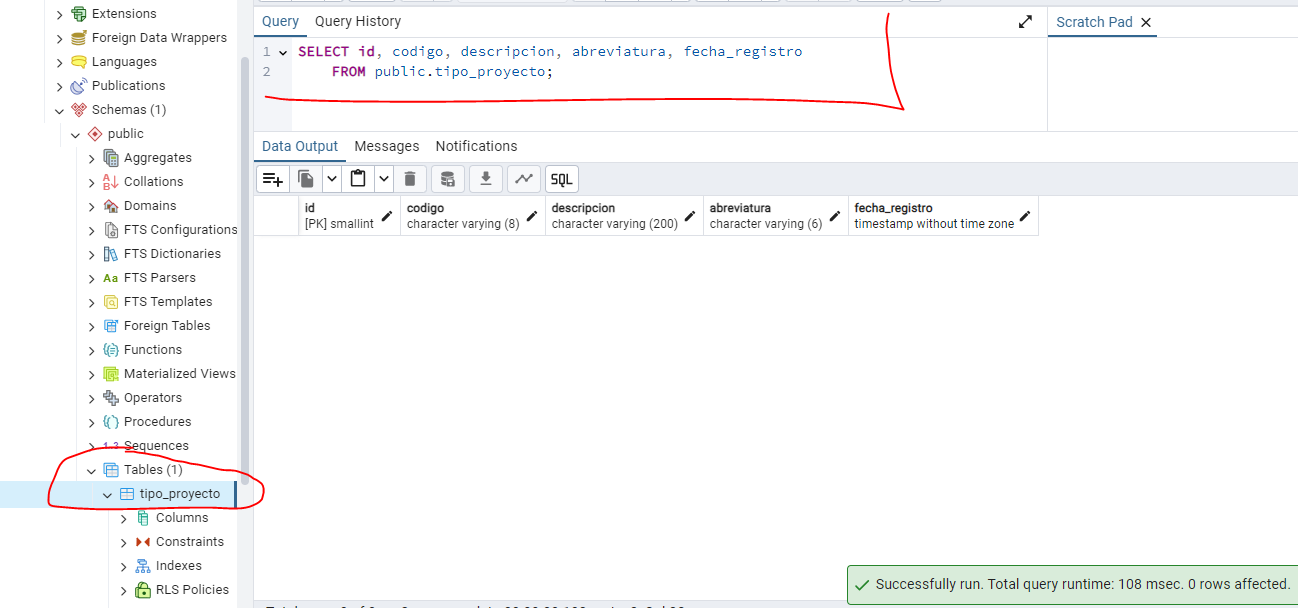 Extensions
Foreign Data Wrappers
Languages
Publications
Schemas (1)
public
Aggregates
Collations
Domains
FTS Configurations
FTS Dictionaries
Aa FTS Parsers
FTS Templates
Foreign Tables
Functions
Materialized Views
Operators
Procedures
1..3 Sequences
Tables (1)
tipo_proyecto
Columns
Constraints
Indexes
RLS Policies
Query Query History
Scratch Pad
1 SELECT id, codigo, descripcion, abreviatura, fecha_registro
2 FROM public.tipo_proyecto;
Data Output Messages Notifications
SQL
id codigo descripcion abreviatura fecha_registro
[PK] smallint character varying (8) character varying (200) character varying (6) timestamp without time zone
Successfully run. Total query runtime: 108 msec. 0 rows affected.